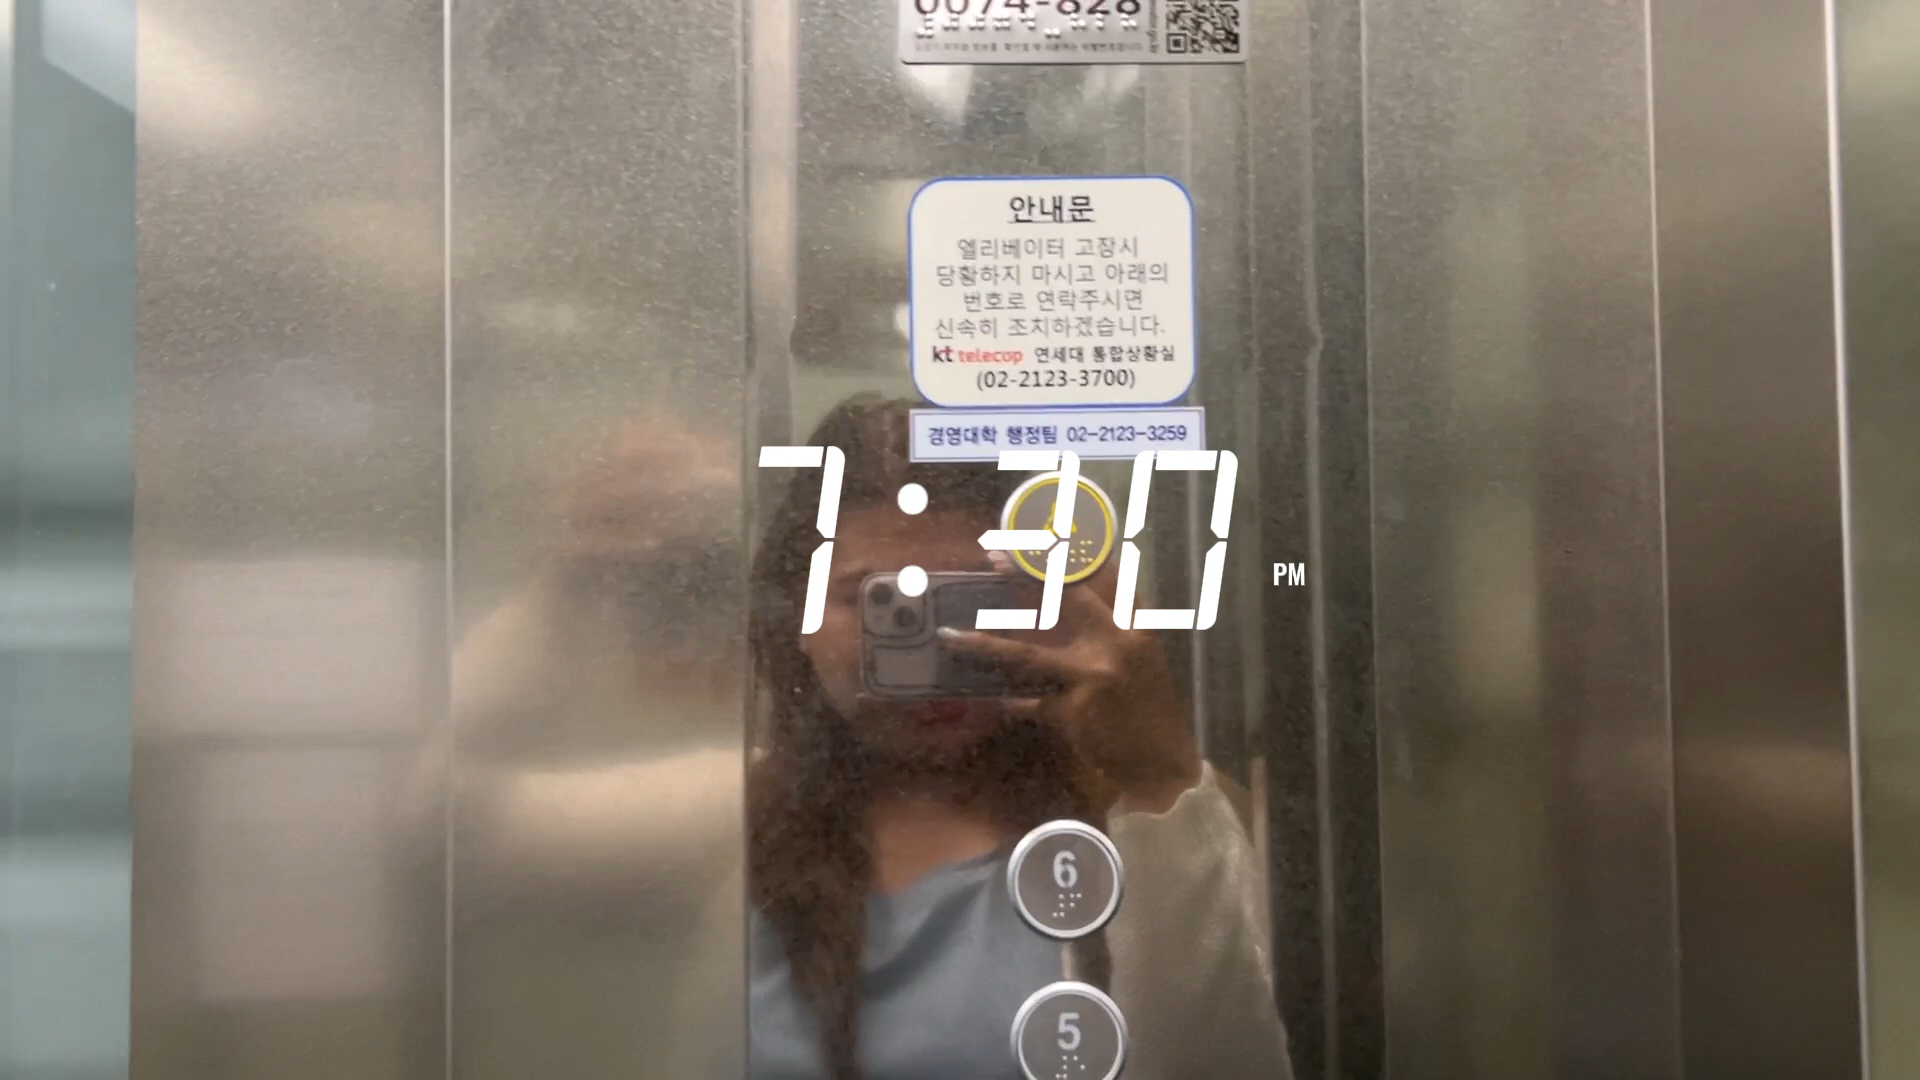 0074-828
안내문
엘리베이터 고장시
당황하지 마시고 아래의
번호로 연락주시면
신속히 조치하겠습니다.
kt telecop 연세대 통합상황실
(02-2123-3700)
경영대학 행정팀 02-2123-3259
7:30 PM
6
5